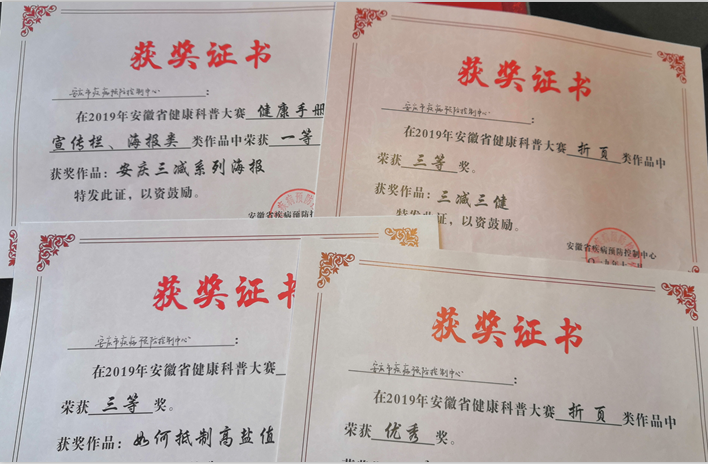 获奖证书
安庆市疾病预防控制中心：
在2019年安徽省健康科普大赛 健康手册
宣传栏、海报类 类作品中荣获 一等
获奖作品：安庆三减系列海报
特发此证，以资鼓励。
安徽省疾病预防控
获奖证书
安庆市疾病预防控制中心：
在2019年安徽省健康科普大赛 折页 类作品中
荣获 三等 奖。
获奖作品：三减三健
特发此证，以资鼓励。
安徽省疾病预防控制中心
获奖证书
安庆市疾病预防控制中心
在2019年安徽省健康科普大赛
荣获 三等 奖。
获奖作品：如何抵制高盐值
获奖证书
安庆市疾病预防控制中心：
在2019年安徽省健康科普大赛 折页 类作品中
荣获 优秀 奖。